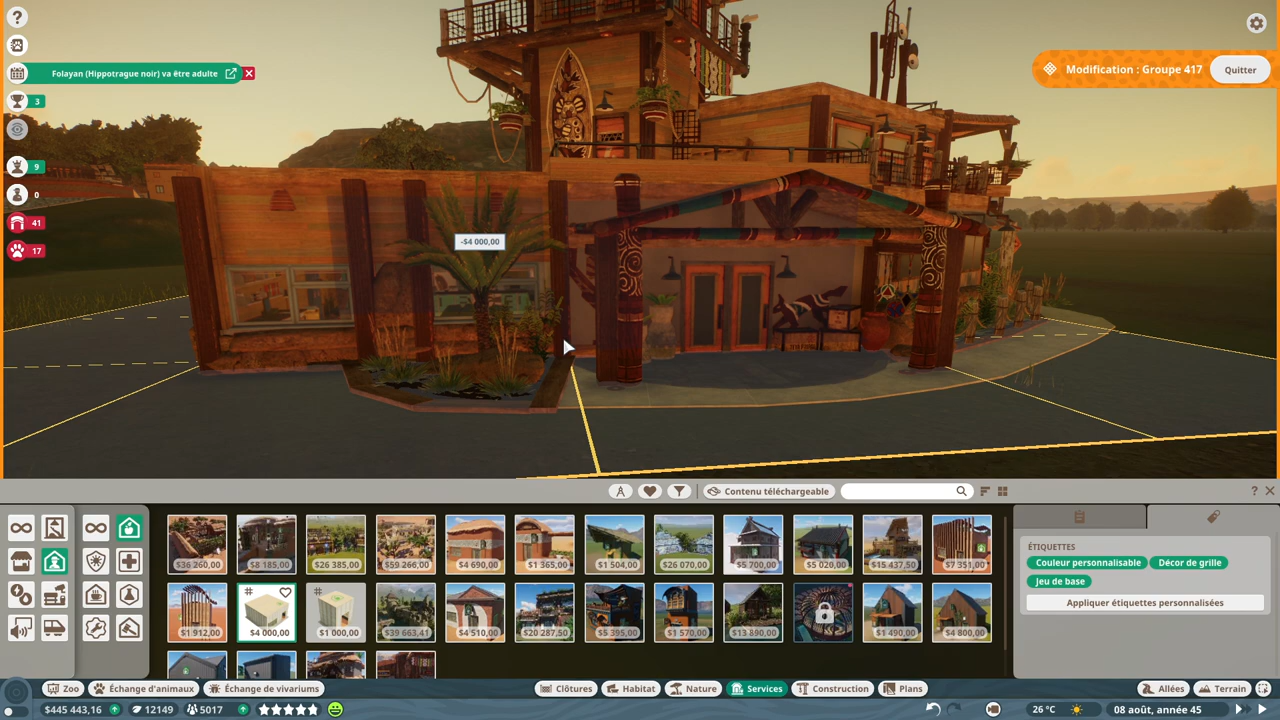 ?
Folayan (Hippotrague noir) va être adulte
3
9
0
41
17
Modification : Groupe 417
Quitter
-$4 000,00
Contenu téléchargeable
?
$36 260,00
$8 185,00
$26 385,00
$59 266,00
$4 690,00
$1 365,00
$1 504,00
$26 070,00
$5 700,00
$5 020,00
$15 437,50
$7 351,00
$1 912,00
$4 000,00
$1 000,00
$39 663,41
$4 510,00
$20 287,50
$5 395,00
$1 570,00
$13 890,00
$1 490,00
$4 800,00
ÉTIQUETTES
Couleur personnalisable
Décor de grille
Jeu de base
Appliquer étiquettes personnalisées
Zoo
Échange d'animaux
Échange de vivariums
Clôtures
Habitat
Nature
Services
Construction
Plans
Allées
Terrain
$445 443,16
12149
5017
26 °C
08 août, année 45